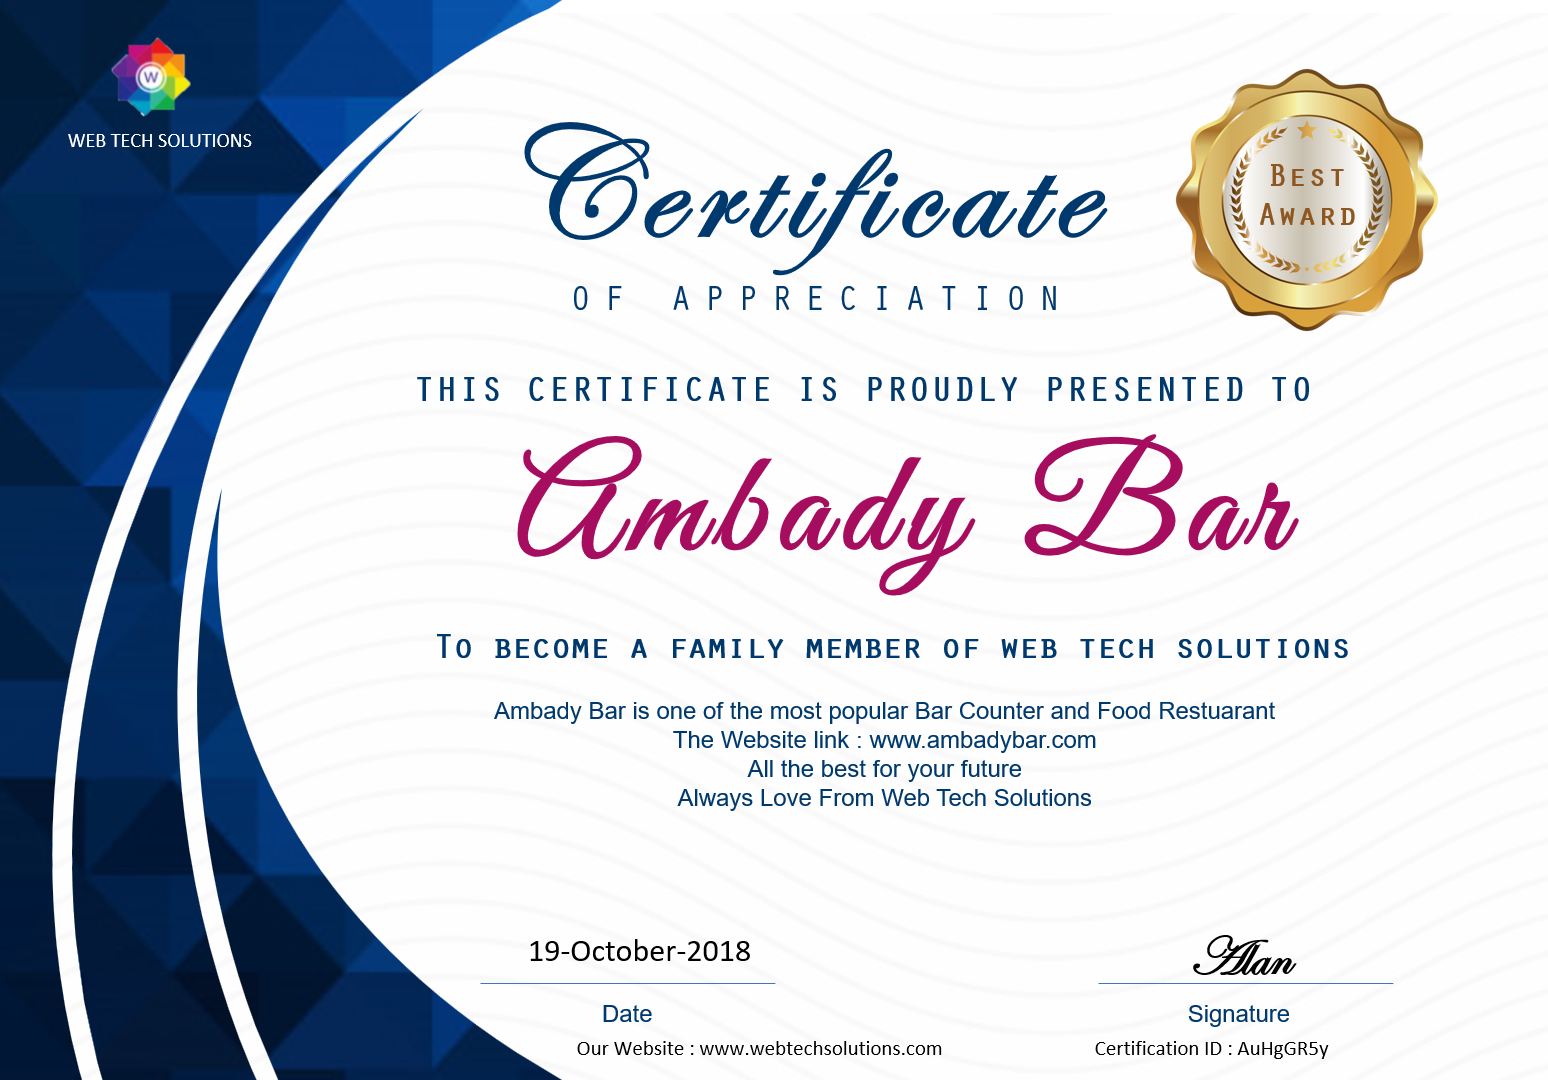 W
WEB TECH SOLUTIONS
Certificate
OF APPRECIATION
BEST
AWARD
THIS CERTIFICATE IS PROUDLY PRESENTED TO
Ambady Bar
TO BECOME A FAMILY MEMBER OF WEB TECH SOLUTIONS
Ambady Bar is one of the most popular Bar Counter and Food Restuarant
The Website link : www.ambadybar.com
All the best for your future
Always Love From Web Tech Solutions
19-October-2018
Alan
Date
Signature
Our Website : www.webtechsolutions.com
Certification ID : AuHgGR5y